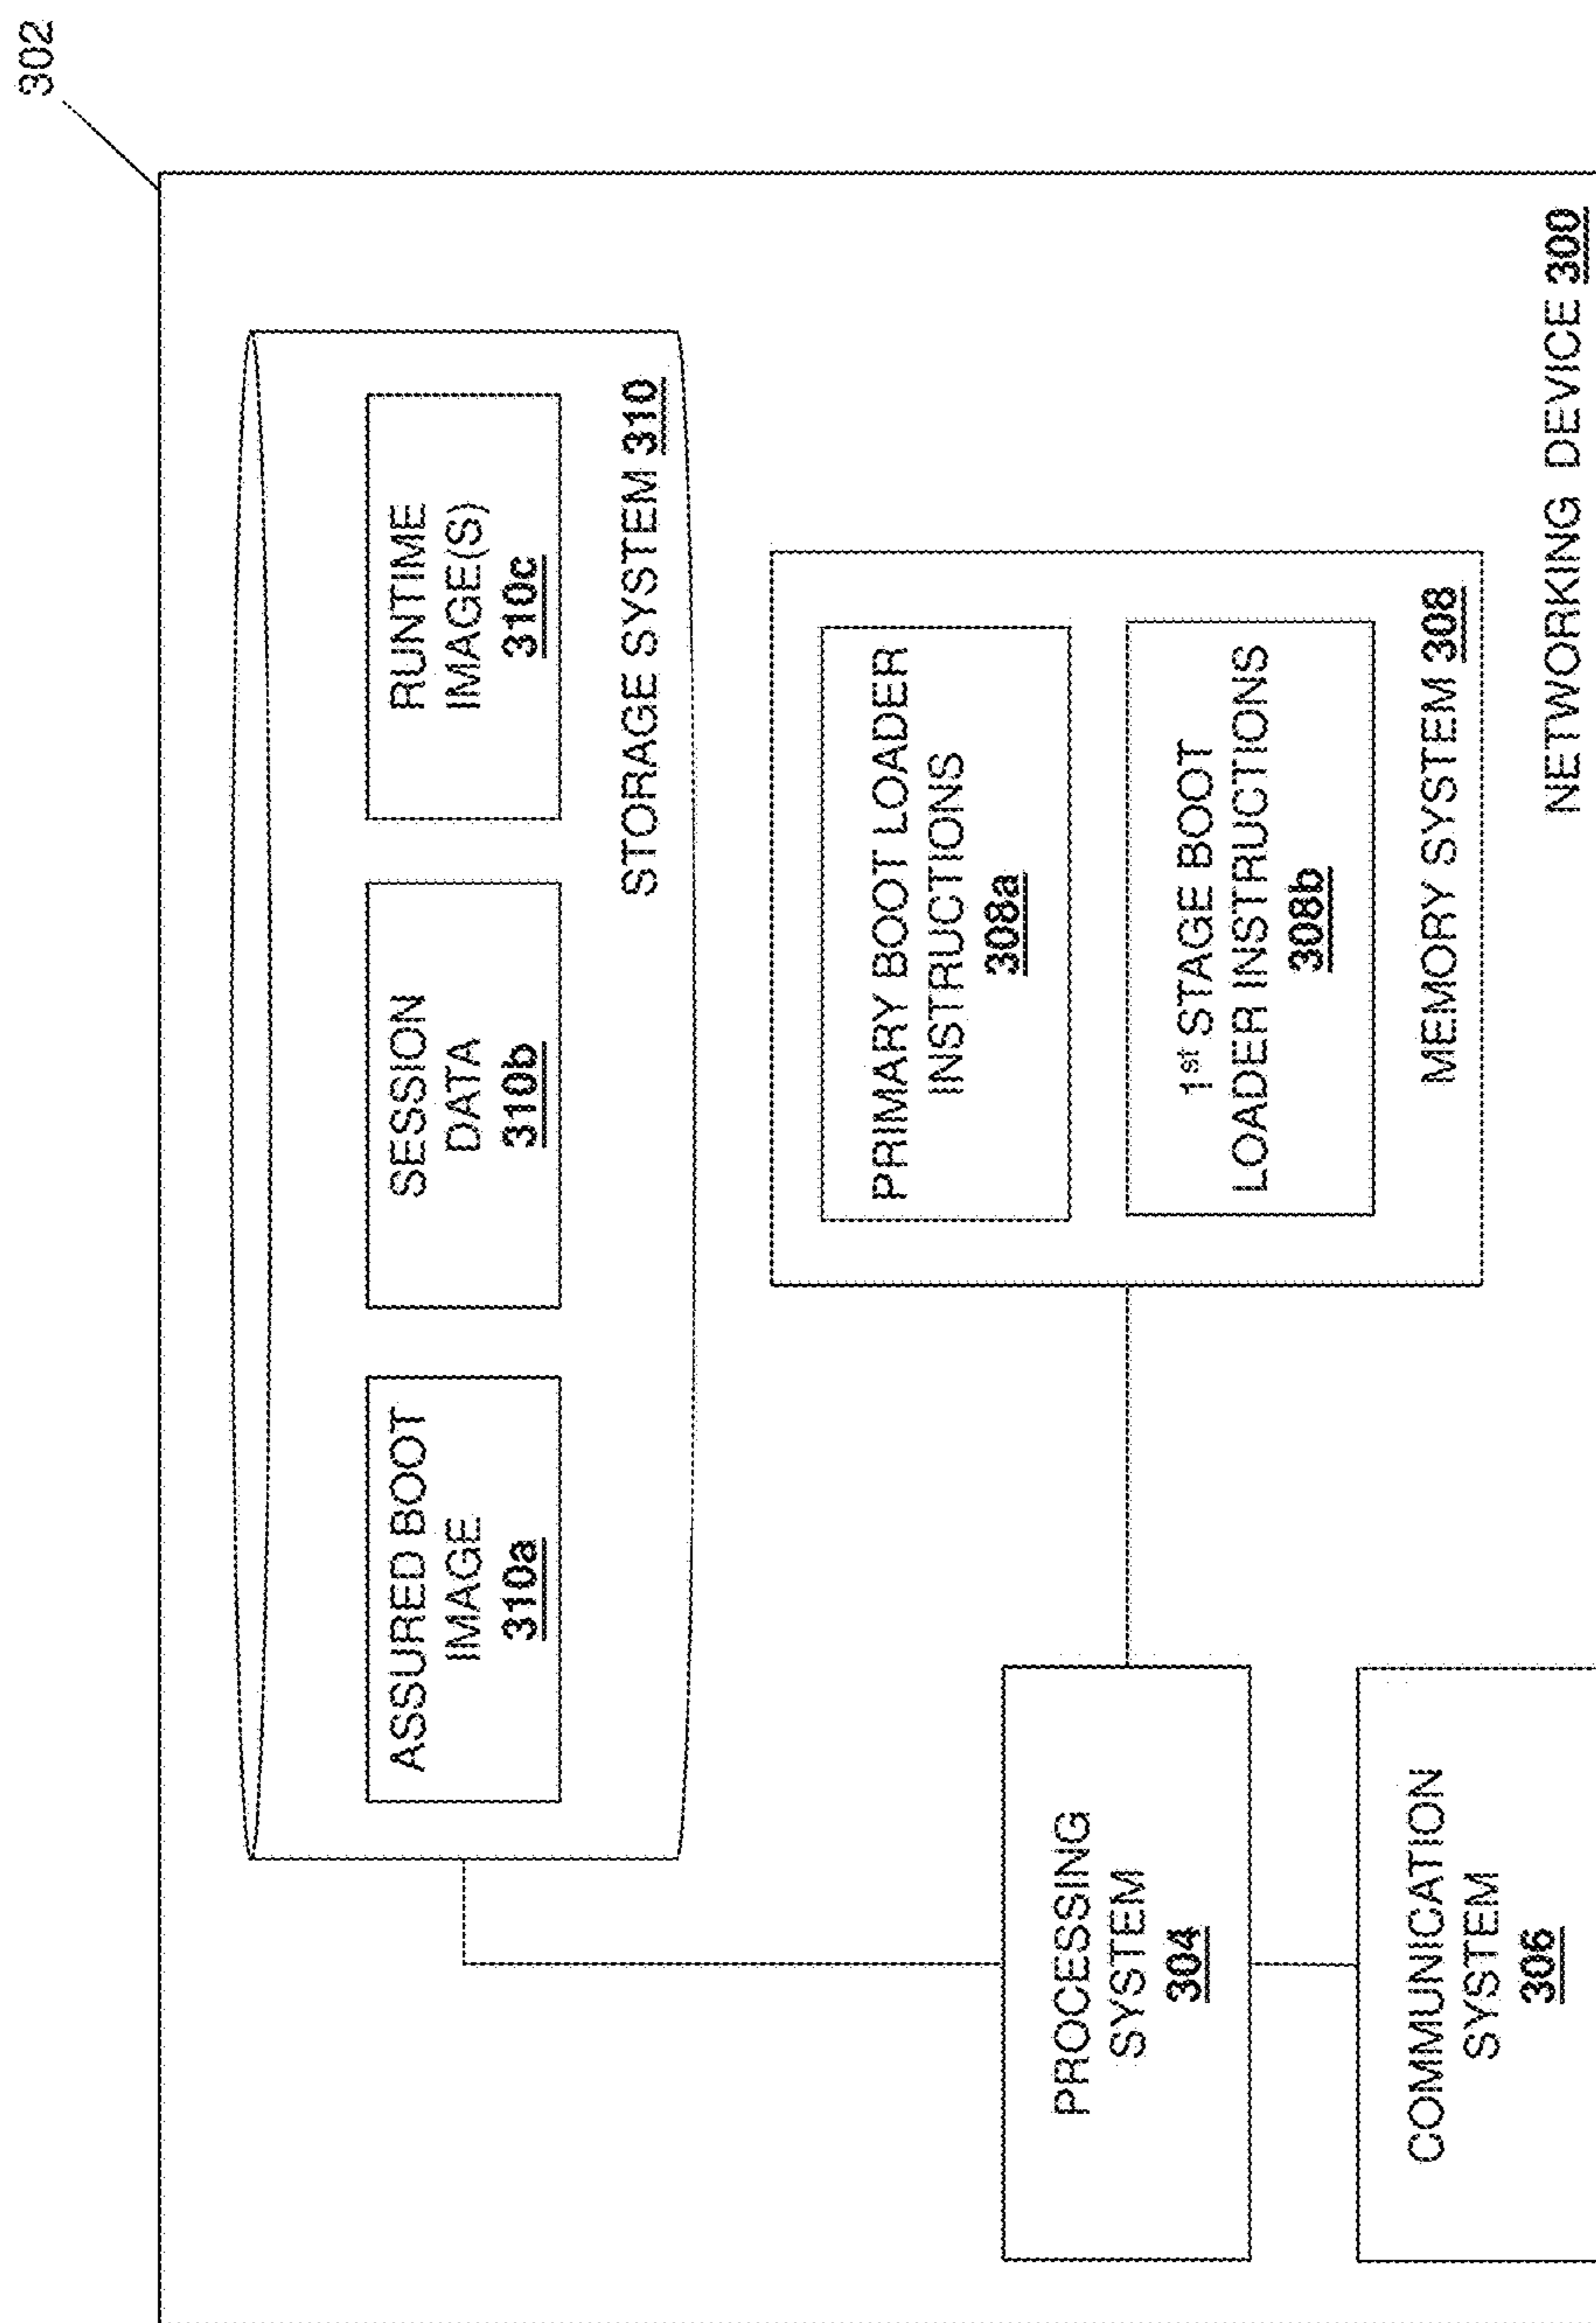 302
ASSURED BOOT
IMAGE
310a
SESSION
DATA
310b
RUNTIME
IMAGE(S)
310c
STORAGE SYSTEM 310
PRIMARY BOOT LOADER
INSTRUCTIONS
308a
1st STAGE BOOT
LOADER INSTRUCTIONS
308b
MEMORY SYSTEM 308
PROCESSING
SYSTEM
304
COMMUNICATION
SYSTEM
306
NETWORKING DEVICE 300